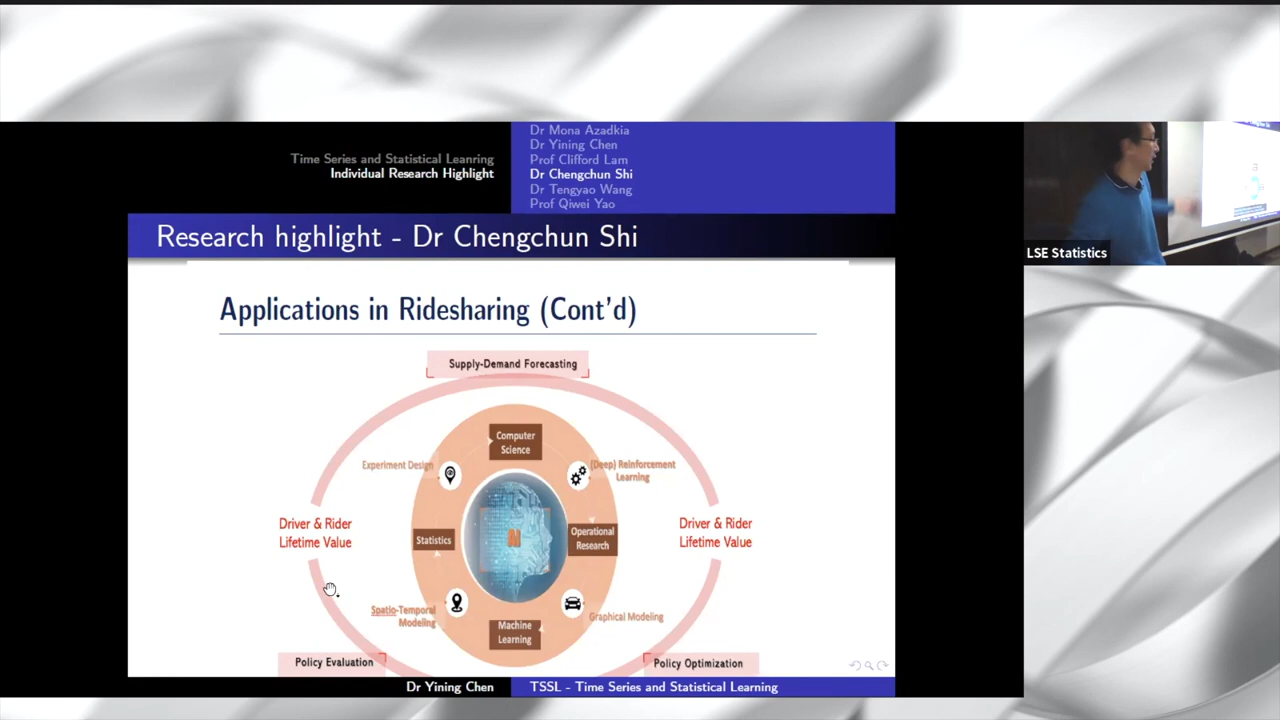 Time Series and Statistical Leanring
Individual Research Highlight
Dr Mona Azadkia
Dr Yining Chen
Prof Clifford Lam
Dr Chengchun Shi
Dr Tengyao Wang
Prof Qiwei Yao
Research highlight - Dr Chengchun Shi
LSE Statistics
Applications in Ridesharing (Cont'd)
Supply-Demand Forecasting
Computer
Science
Experiment Design
(Deep) Reinforcement
Learning
Driver & Rider
Lifetime Value
Statistics
Operational
Research
Driver & Rider
Lifetime Value
Spatio-Temporal
Modeling
Graphical Modeling
Machine
Learning
Policy Evaluation
Policy Optimization
Dr Yining Chen
TSSL - Time Series and Statistical Learning